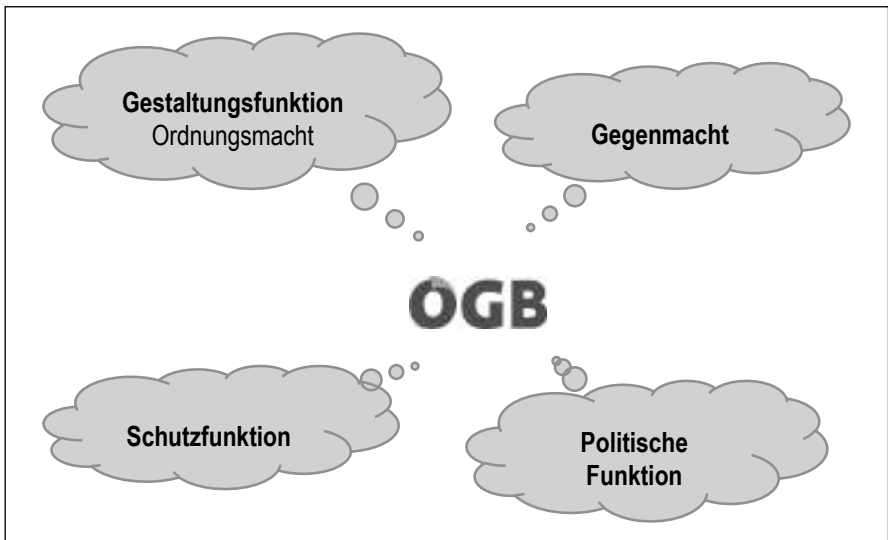 Gestaltungsfunktion
Ordnungsmacht
Gegenmacht
ÖGB
Schutzfunktion
Politische
Funktion